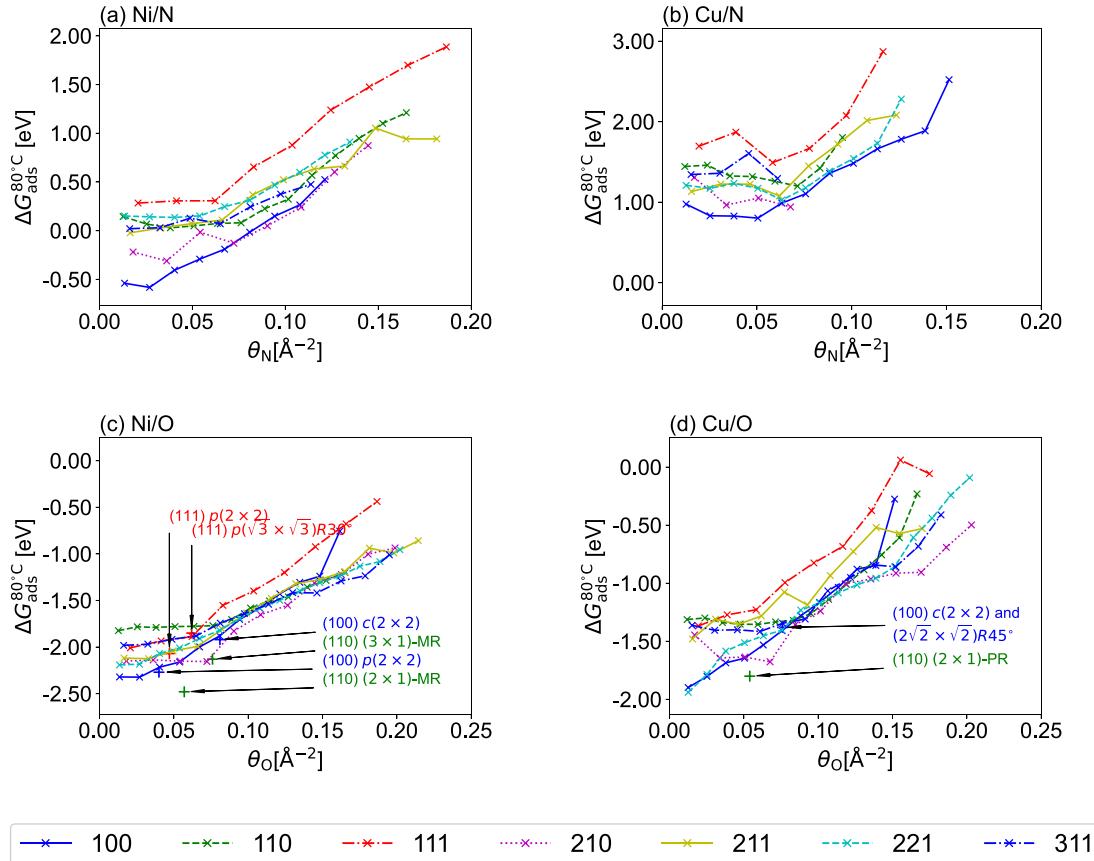 (a) Ni/N
2.00
1.50
1.00
0.50
0.00
-0.50
ΔG_ads^80°C [eV]
0.00 0.05 0.10 0.15 0.20
θ_N[Å⁻²]
(b) Cu/N
3.00
2.00
1.00
0.00
ΔG_ads^80°C [eV]
0.00 0.05 0.10 0.15 0.20
θ_N[Å⁻²]
(c) Ni/O
0.00
-0.50
-1.00
-1.50
-2.00
-2.50
ΔG_ads^80°C [eV]
(111) p(2 × 2)
(111) p(√3 × √3)R30°
(100) c(2 × 2)
(110) (3 × 1)-MR
(100) p(2 × 2)
(110) (2 × 1)-MR
0.00 0.05 0.10 0.15 0.20 0.25
θ_O[Å⁻²]
(d) Cu/O
0.00
-0.50
-1.00
-1.50
-2.00
ΔG_ads^80°C [eV]
(100) c(2 × 2) and
(2√2 × √2)R45°
(110) (2 × 1)-PR
0.00 0.05 0.10 0.15 0.20 0.25
θ_O[Å⁻²]
100 110 111 210 211 221 311